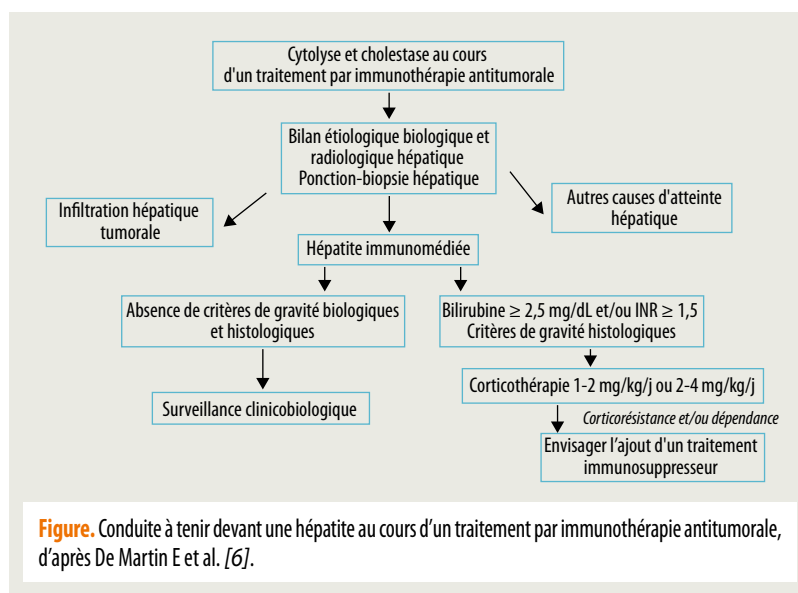 Cytolyse et cholestase au cours
d'un traitement par immunothérapie antitumorale
Bilan étiologique biologique et
radiologique hépatique
Ponction-biopsie hépatique
Infiltration hépatique
tumorale
Autres causes d'atteinte
hépatique
Hépatite immunomédiée
Absence de critères de gravité biologiques
et histologiques
Bilirubine ≥ 2,5 mg/dL et/ou INR ≥ 1,5
Critères de gravité histologiques
Surveillance clinicobiologique
Corticothérapie 1-2 mg/kg/j ou 2-4 mg/kg/j
Corticorésistance et/ou dépendance
Envisager l'ajout d'un traitement
immunosuppresseur
Figure. Conduite à tenir devant une hépatite au cours d'un traitement par immunothérapie antitumorale,
d'après De Martin E et al. [6].